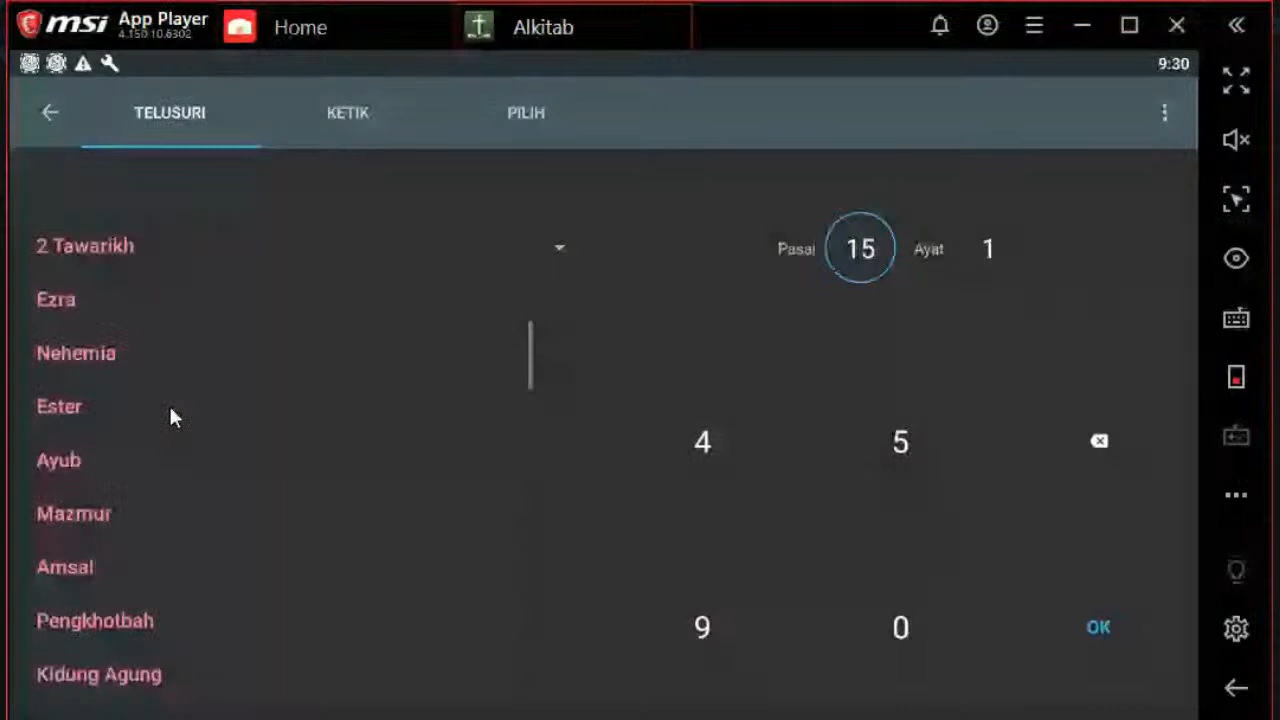 msi App Player
4.150.10.6302
Home
Alkitab
9:30
TELUSURI
KETIK
PILIH
2 Tawarikh
Pasal 15 Ayat 1
Ezra
Nehemia
Ester
4 5
Ayub
Mazmur
Amsal
Pengkhotbah
9 0 OK
Kidung Agung